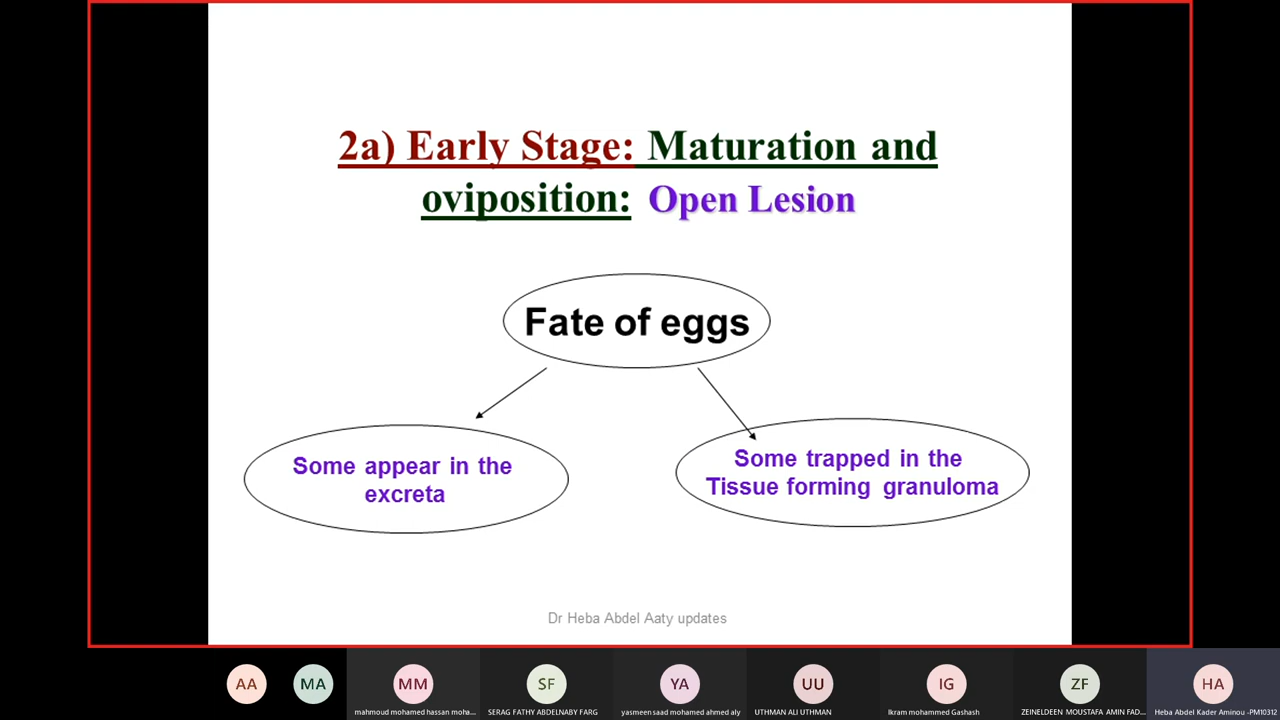 2a) Early Stage: Maturation and
oviposition: Open Lesion
Fate of eggs
Some appear in the
excreta
Some trapped in the
Tissue forming granuloma
Dr Heba Abdel Aaty updates
AA
MA
MM
SF
YA
UU
IG
ZF
HA
mahmoud mohamed hassan moha...
SERAG FATHY ABDELNABY FARG
yasmeen saad mohamed ahmed aly
UTHMAN ALI UTHMAN
Ikram mohammed Gashash
ZEINELDEEN MOUSTAFA AMIN FAD...
Heba Abdel Kader Aminou -PM10312